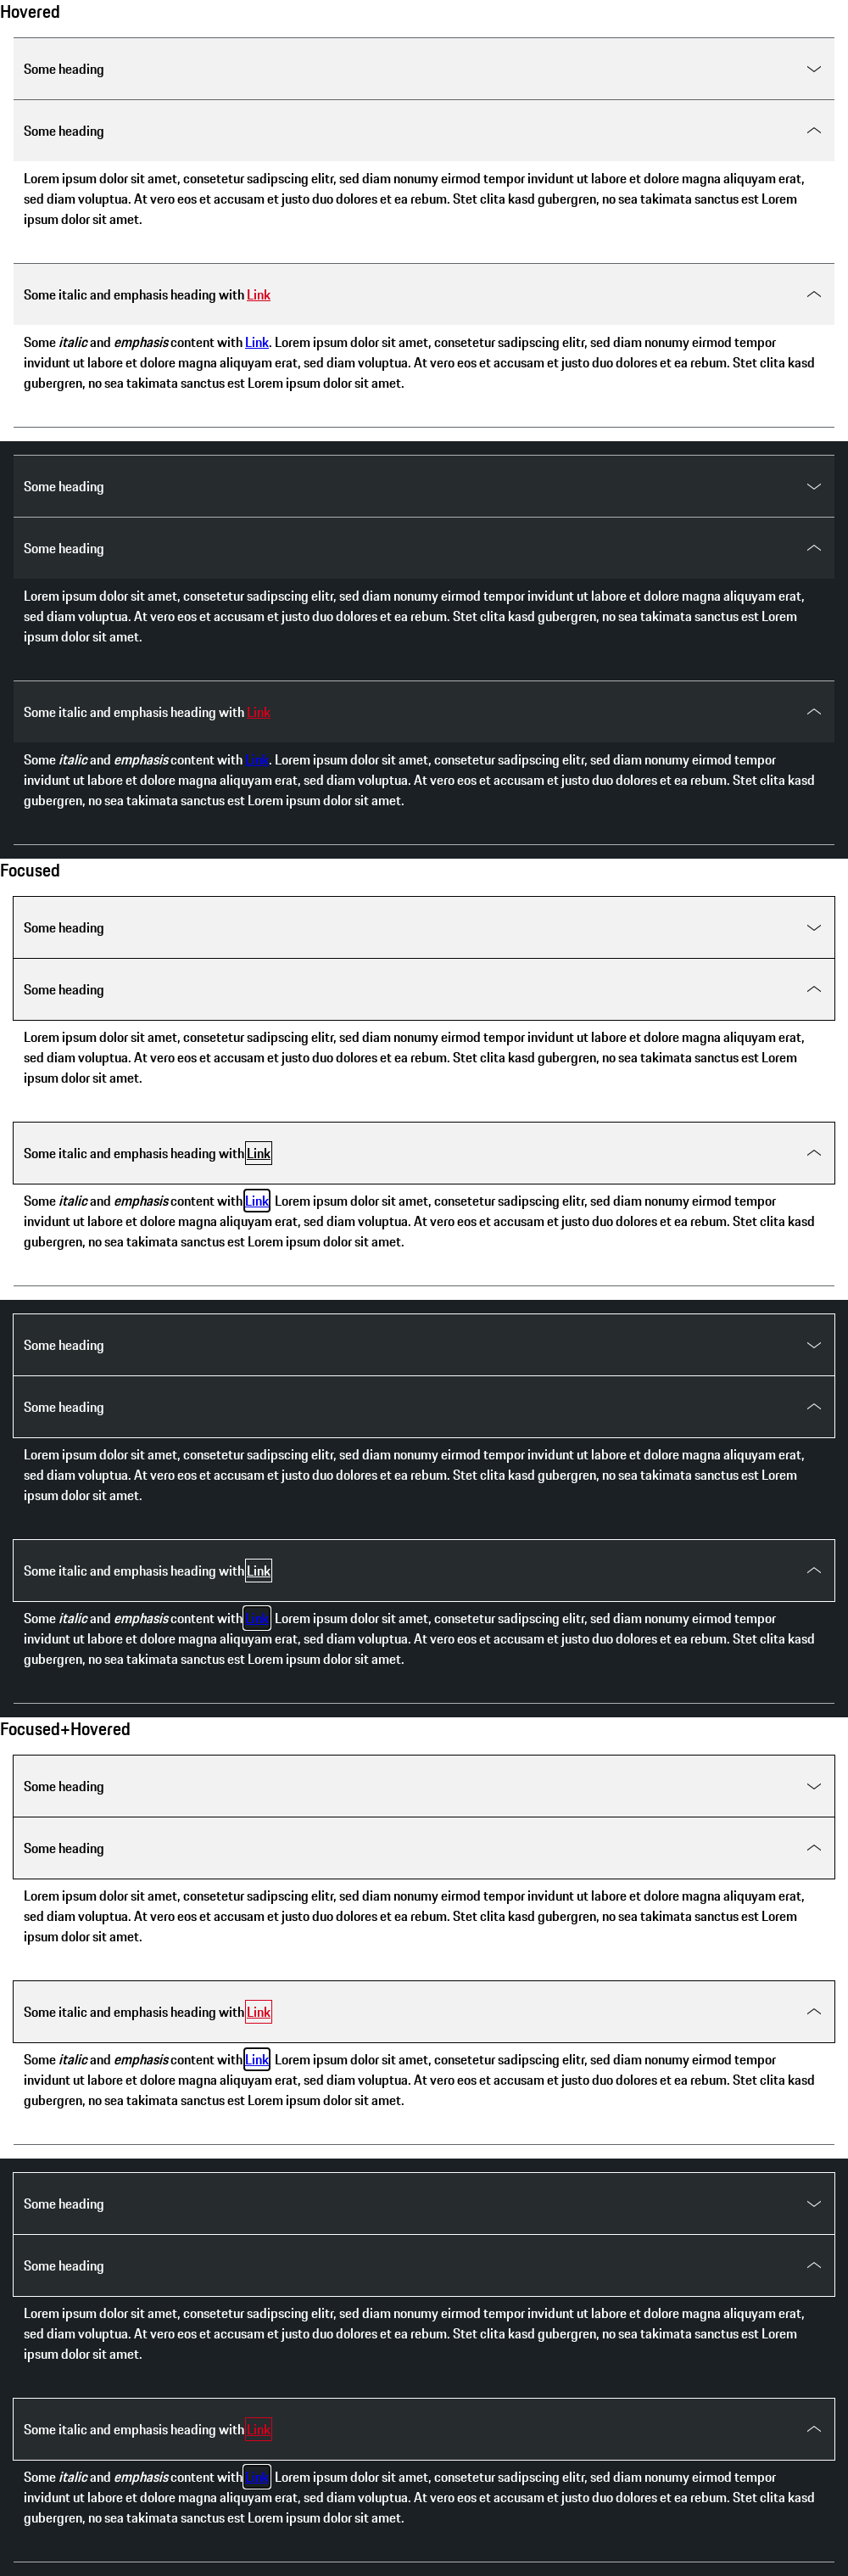 Hovered
Some heading
Some heading
Lorem ipsum dolor sit amet, consetetur sadipscing elitr, sed diam nonumy eirmod tempor invidunt ut labore et dolore magna aliquyam erat,
sed diam voluptua. At vero eos et accusam et justo duo dolores et ea rebum. Stet clita kasd gubergren, no sea takimata sanctus est Lorem
ipsum dolor sit amet.
Some italic and emphasis heading with Link
Some italic and emphasis content with Link. Lorem ipsum dolor sit amet, consetetur sadipscing elitr, sed diam nonumy eirmod tempor
invidunt ut labore et dolore magna aliquyam erat, sed diam voluptua. At vero eos et accusam et justo duo dolores et ea rebum. Stet clita kasd
gubergren, no sea takimata sanctus est Lorem ipsum dolor sit amet.
Some heading
Some heading
Lorem ipsum dolor sit amet, consetetur sadipscing elitr, sed diam nonumy eirmod tempor invidunt ut labore et dolore magna aliquyam erat,
sed diam voluptua. At vero eos et accusam et justo duo dolores et ea rebum. Stet clita kasd gubergren, no sea takimata sanctus est Lorem
ipsum dolor sit amet.
Some italic and emphasis heading with Link
Some italic and emphasis content with Link. Lorem ipsum dolor sit amet, consetetur sadipscing elitr, sed diam nonumy eirmod tempor
invidunt ut labore et dolore magna aliquyam erat, sed diam voluptua. At vero eos et accusam et justo duo dolores et ea rebum. Stet clita kasd
gubergren, no sea takimata sanctus est Lorem ipsum dolor sit amet.
Focused
Some heading
Some heading
Lorem ipsum dolor sit amet, consetetur sadipscing elitr, sed diam nonumy eirmod tempor invidunt ut labore et dolore magna aliquyam erat,
sed diam voluptua. At vero eos et accusam et justo duo dolores et ea rebum. Stet clita kasd gubergren, no sea takimata sanctus est Lorem
ipsum dolor sit amet.
Some italic and emphasis heading with Link
Some italic and emphasis content with Link Lorem ipsum dolor sit amet, consetetur sadipscing elitr, sed diam nonumy eirmod tempor
invidunt ut labore et dolore magna aliquyam erat, sed diam voluptua. At vero eos et accusam et justo duo dolores et ea rebum. Stet clita kasd
gubergren, no sea takimata sanctus est Lorem ipsum dolor sit amet.
Some heading
Some heading
Lorem ipsum dolor sit amet, consetetur sadipscing elitr, sed diam nonumy eirmod tempor invidunt ut labore et dolore magna aliquyam erat,
sed diam voluptua. At vero eos et accusam et justo duo dolores et ea rebum. Stet clita kasd gubergren, no sea takimata sanctus est Lorem
ipsum dolor sit amet.
Some italic and emphasis heading with Link
Some italic and emphasis content with Link Lorem ipsum dolor sit amet, consetetur sadipscing elitr, sed diam nonumy eirmod tempor
invidunt ut labore et dolore magna aliquyam erat, sed diam voluptua. At vero eos et accusam et justo duo dolores et ea rebum. Stet clita kasd
gubergren, no sea takimata sanctus est Lorem ipsum dolor sit amet.
Focused+Hovered
Some heading
Some heading
Lorem ipsum dolor sit amet, consetetur sadipscing elitr, sed diam nonumy eirmod tempor invidunt ut labore et dolore magna aliquyam erat,
sed diam voluptua. At vero eos et accusam et justo duo dolores et ea rebum. Stet clita kasd gubergren, no sea takimata sanctus est Lorem
ipsum dolor sit amet.
Some italic and emphasis heading with Link
Some italic and emphasis content with Link Lorem ipsum dolor sit amet, consetetur sadipscing elitr, sed diam nonumy eirmod tempor
invidunt ut labore et dolore magna aliquyam erat, sed diam voluptua. At vero eos et accusam et justo duo dolores et ea rebum. Stet clita kasd
gubergren, no sea takimata sanctus est Lorem ipsum dolor sit amet.
Some heading
Some heading
Lorem ipsum dolor sit amet, consetetur sadipscing elitr, sed diam nonumy eirmod tempor invidunt ut labore et dolore magna aliquyam erat,
sed diam voluptua. At vero eos et accusam et justo duo dolores et ea rebum. Stet clita kasd gubergren, no sea takimata sanctus est Lorem
ipsum dolor sit amet.
Some italic and emphasis heading with Link
Some italic and emphasis content with Link Lorem ipsum dolor sit amet, consetetur sadipscing elitr, sed diam nonumy eirmod tempor
invidunt ut labore et dolore magna aliquyam erat, sed diam voluptua. At vero eos et accusam et justo duo dolores et ea rebum. Stet clita kasd
gubergren, no sea takimata sanctus est Lorem ipsum dolor sit amet.